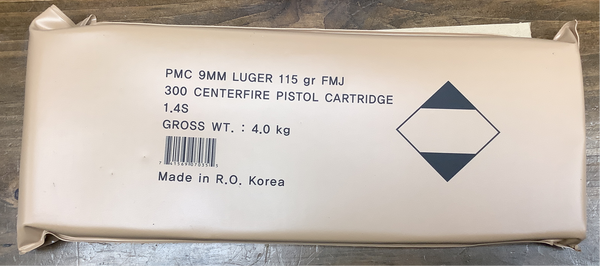 PMC 9MM LUGER 115 gr FMJ
300 CENTERFIRE PISTOL CARTRIDGE
1.4S
GROSS WT. : 4.0 kg
Made in R.O. Korea